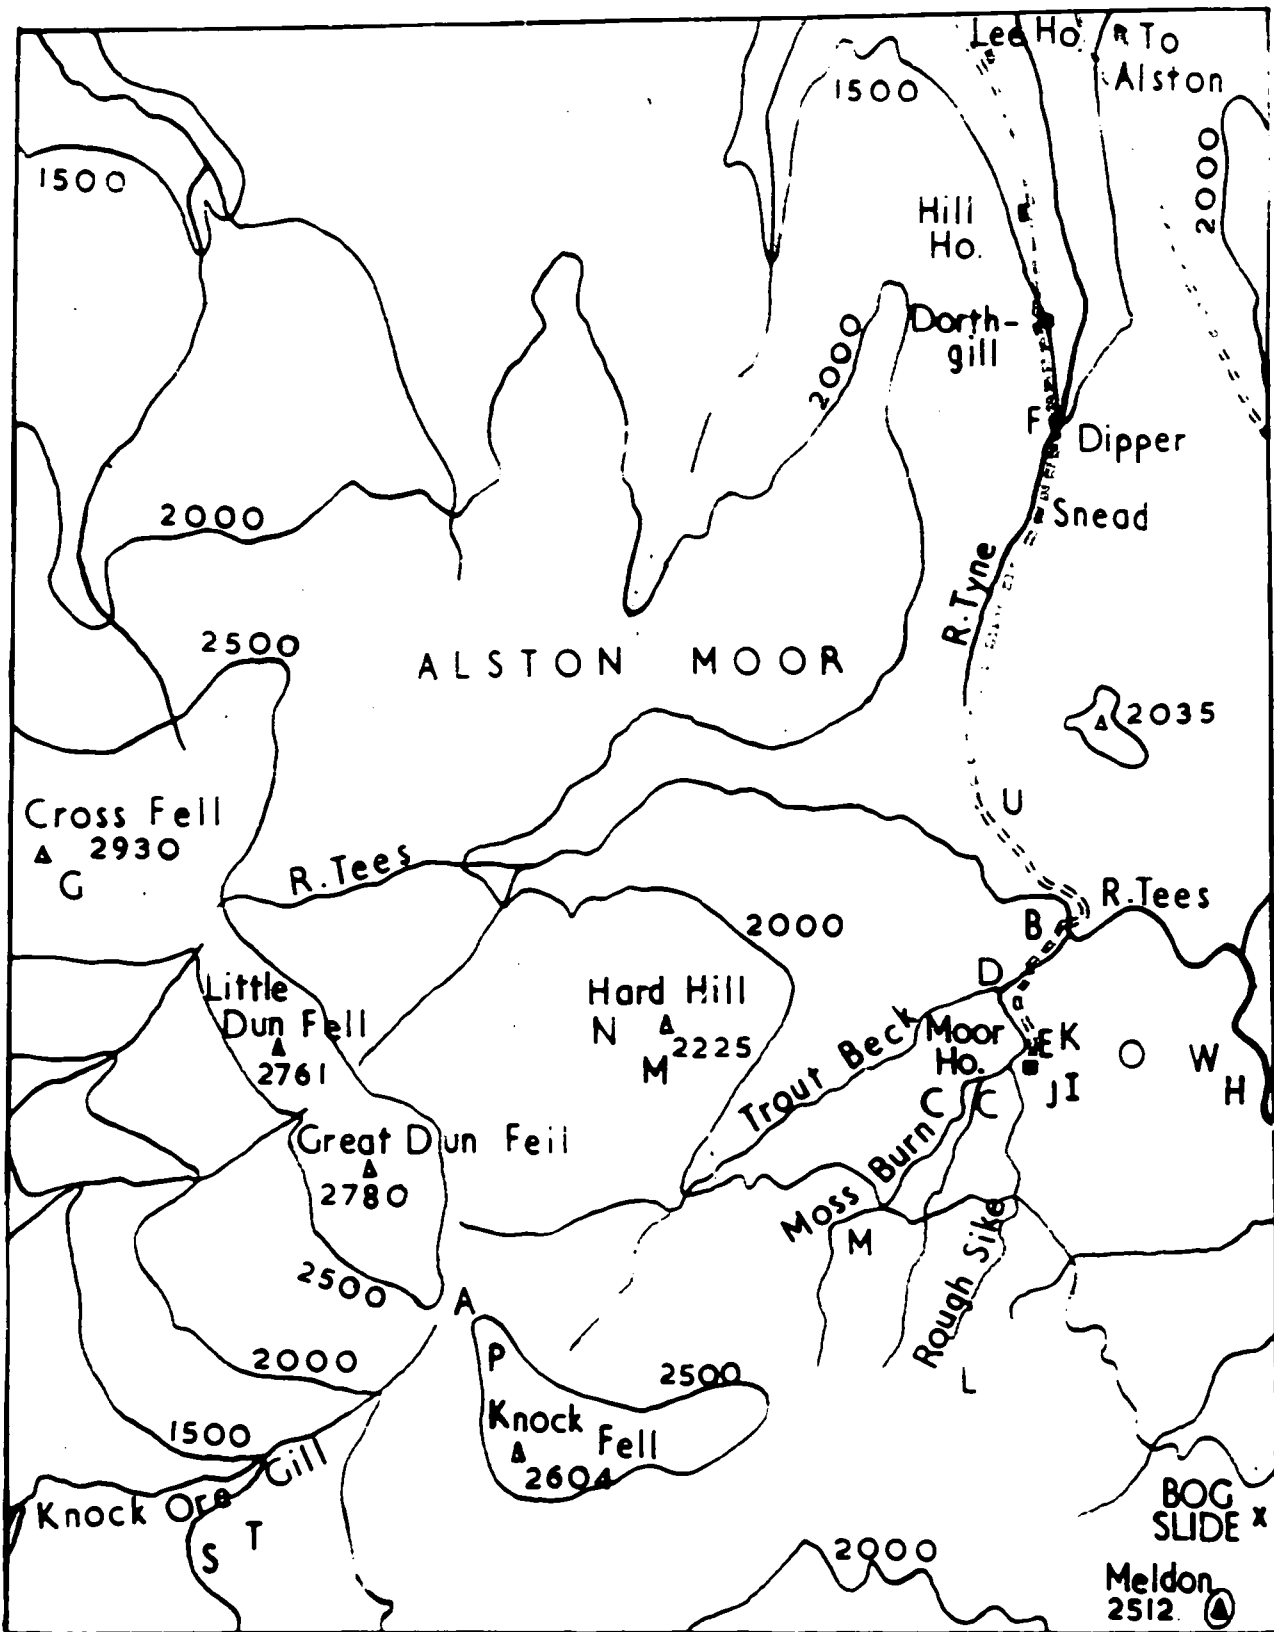 Lee Ho. To
Alston
1500
1500
2000
Hill
Ho.
Dorth-
gill
2000
F
Dipper
Snead
2000
R.Tyne
2500
ALSTON MOOR
2035
Cross Fell
2930
G
U
R.Tees
R.Tees
B
2000
D
Little
Dun Fell
2761
Hard Hill
N
2225
M
Trout Beck
Moor
Ho.
E K
O
W
H
J I
C C
Great Dun Fell
2780
Moss Burn
M
Rough Sike
L
2500
A
P
2000
2500
Knock Fell
2604
1500
Knock Ore Gill
S T
BOG
SLIDE x
2000
Meldon
2512